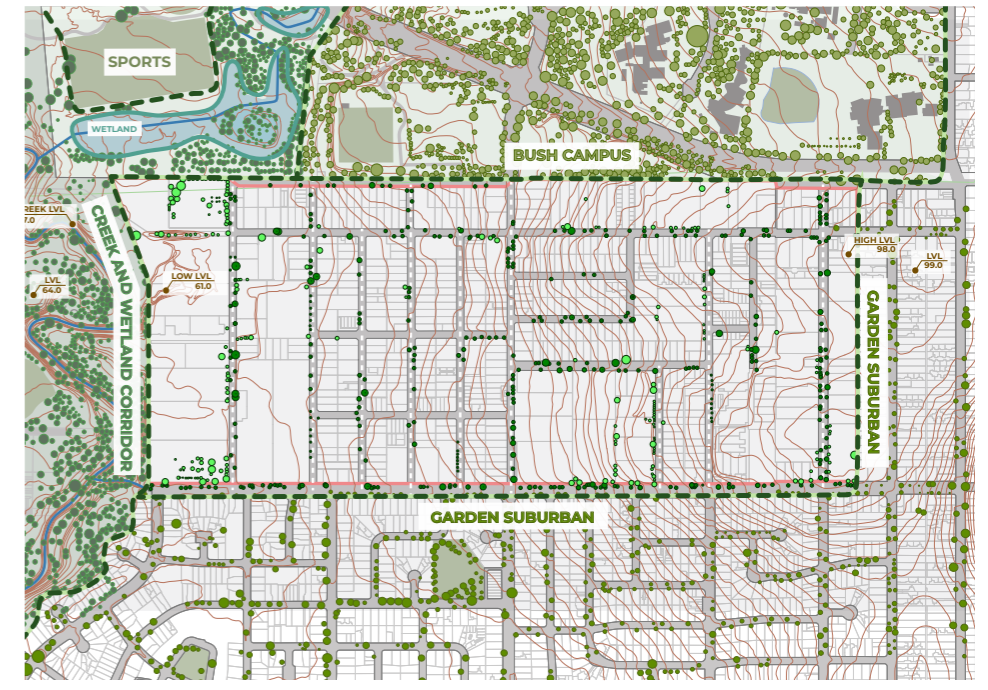 SPORTS
WETLAND
BUSH CAMPUS
CREEK AND WETLAND CORRIDOR
REEK LVL
7.0
LVL
64.0
LOW LVL
61.0
HIGH LVL
98.0
LVL
99.0
GARDEN SUBURBAN
GARDEN SUBURBAN